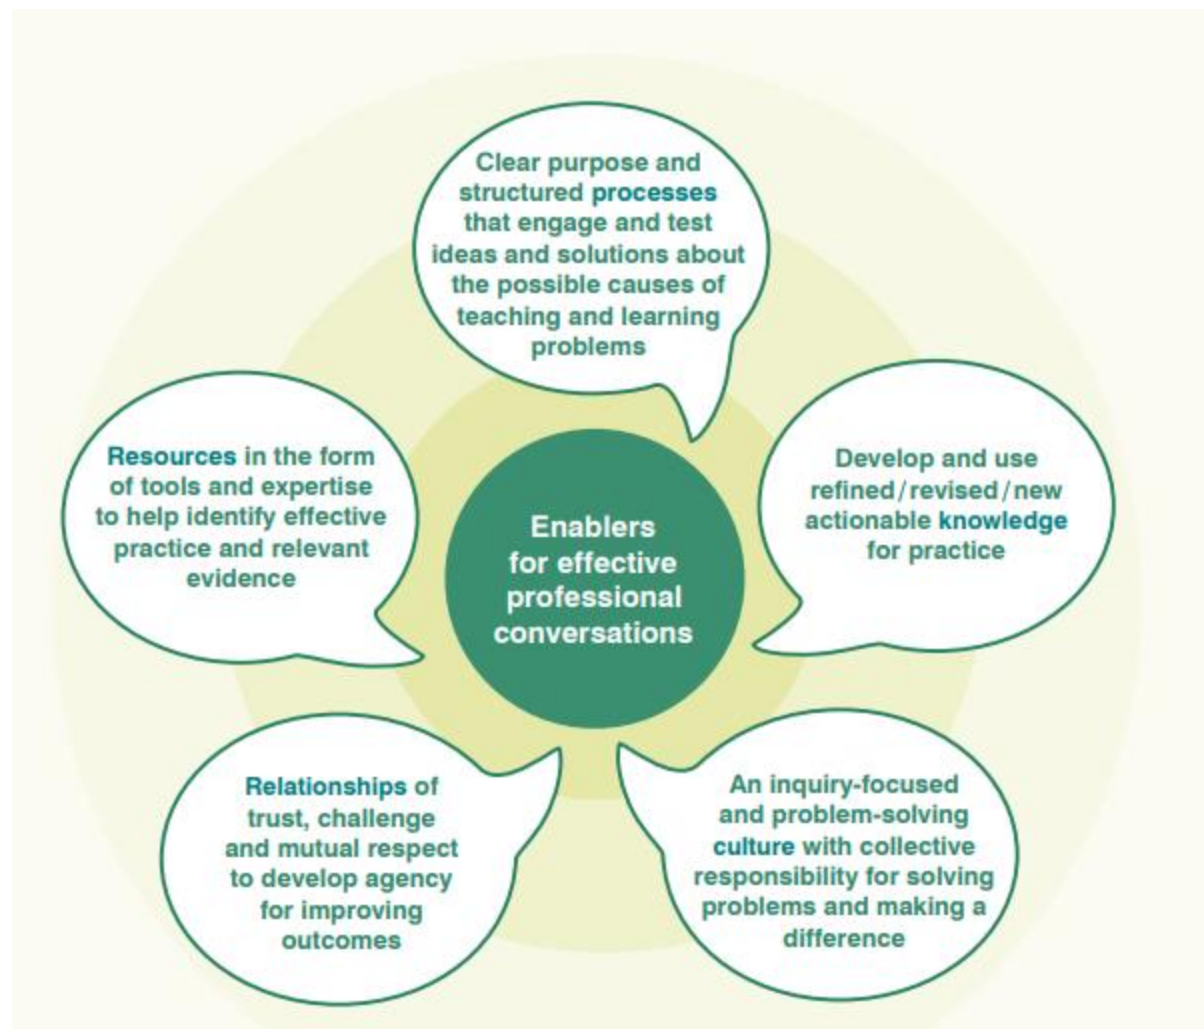 Clear purpose and
structured processes
that engage and test
ideas and solutions about
the possible causes of
teaching and learning
problems
Resources in the form
of tools and expertise
to help identify effective
practice and relevant
evidence
Enablers
for effective
professional
conversations
Develop and use
refined/revised/new
actionable knowledge
for practice
Relationships of
trust, challenge
and mutual respect
to develop agency
for improving
outcomes
An inquiry-focused
and problem-solving
culture with collective
responsibility for solving
problems and making a
difference